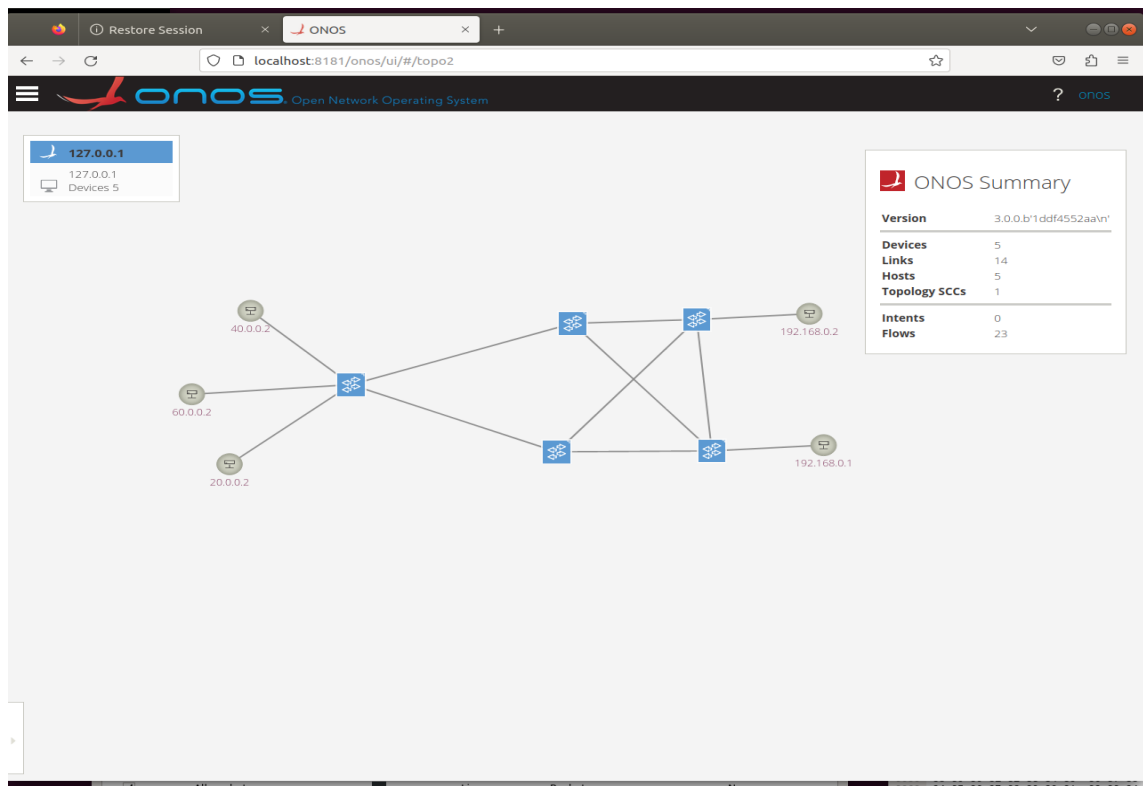 Restore Session
ONOS
localhost:8181/onos/ui/#/topo2
onos Open Network Operating System
? onos
127.0.0.1
127.0.0.1
Devices 5
ONOS Summary
Version 3.0.0.b'1ddf4552aa\n'
Devices 5
Links 14
Hosts 5
Topology SCCs 1
Intents 0
Flows 23
40.0.0.2
192.168.0.2
60.0.0.2
192.168.0.1
20.0.0.2